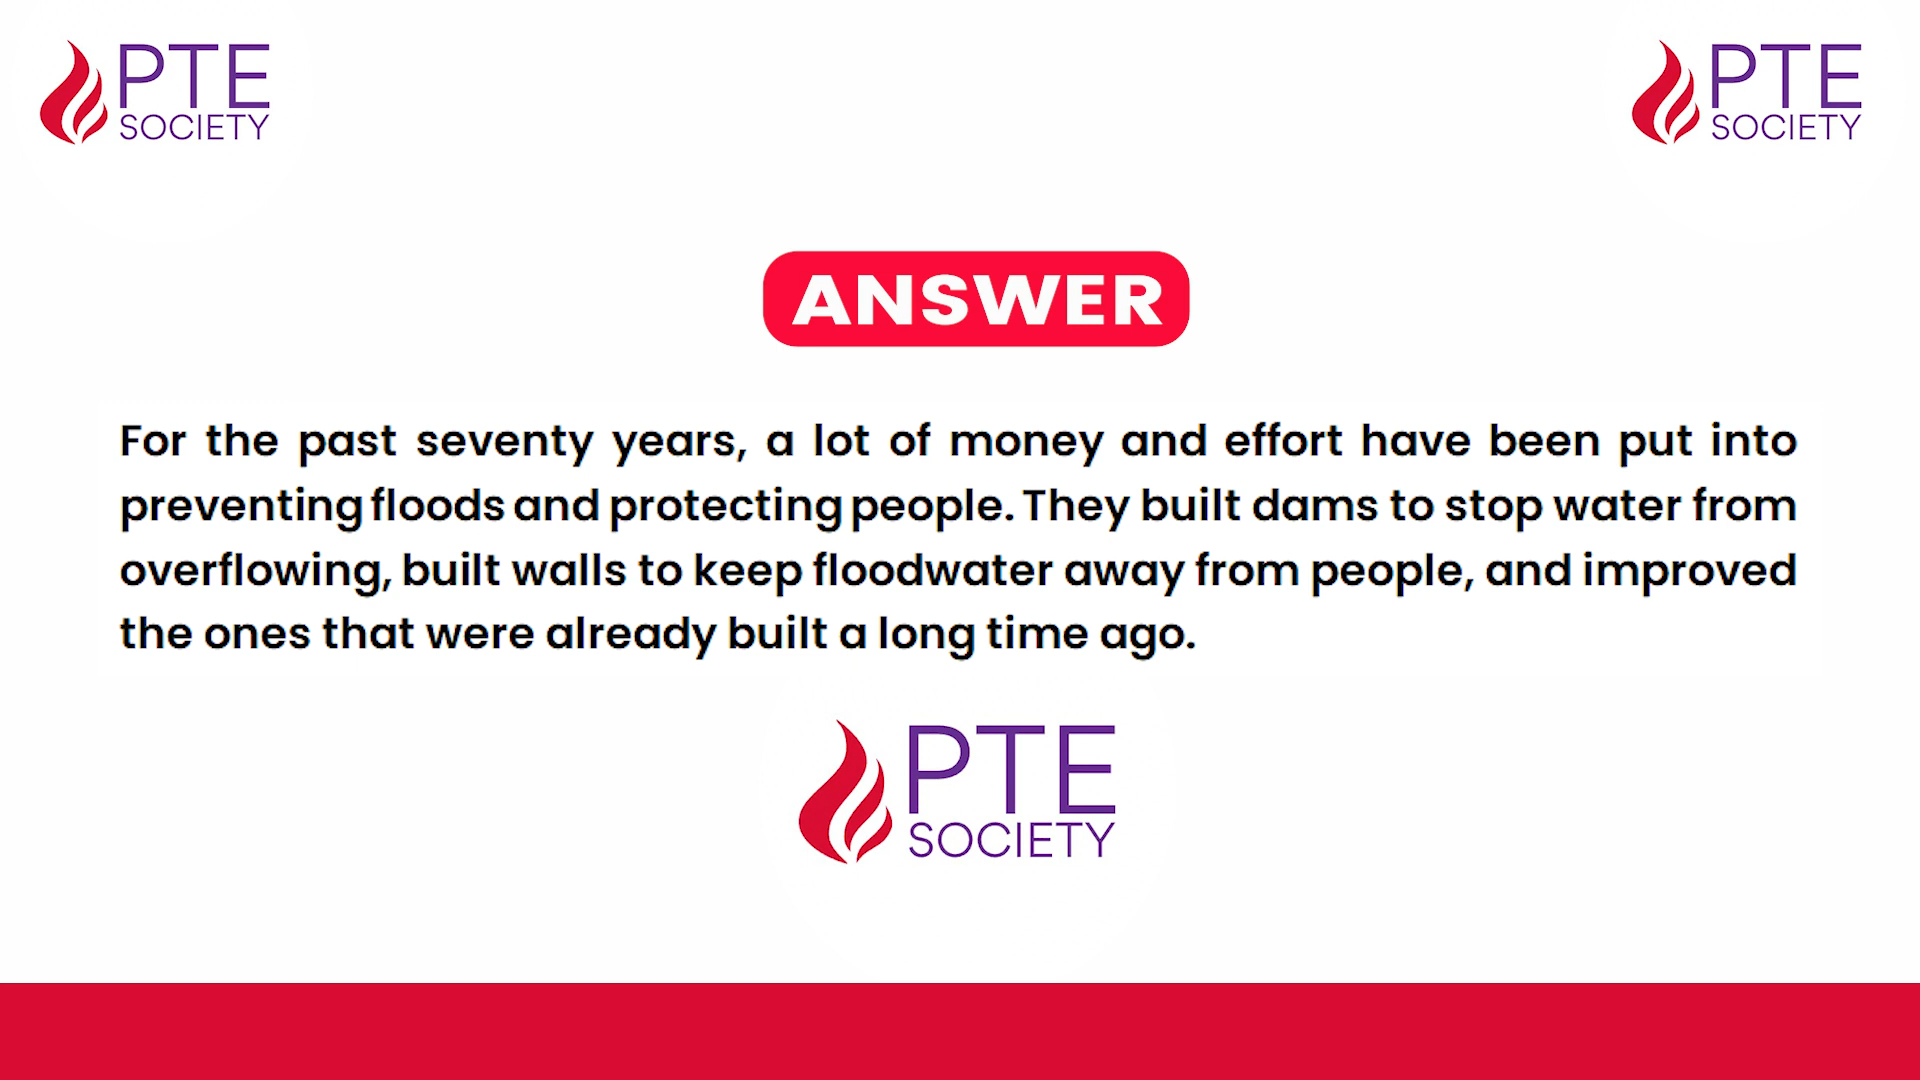 PTE
SOCIETY
PTE
SOCIETY
ANSWER
For the past seventy years, a lot of money and effort have been put into
preventing floods and protecting people. They built dams to stop water from
overflowing, built walls to keep floodwater away from people, and improved
the ones that were already built a long time ago.
PTE
SOCIETY